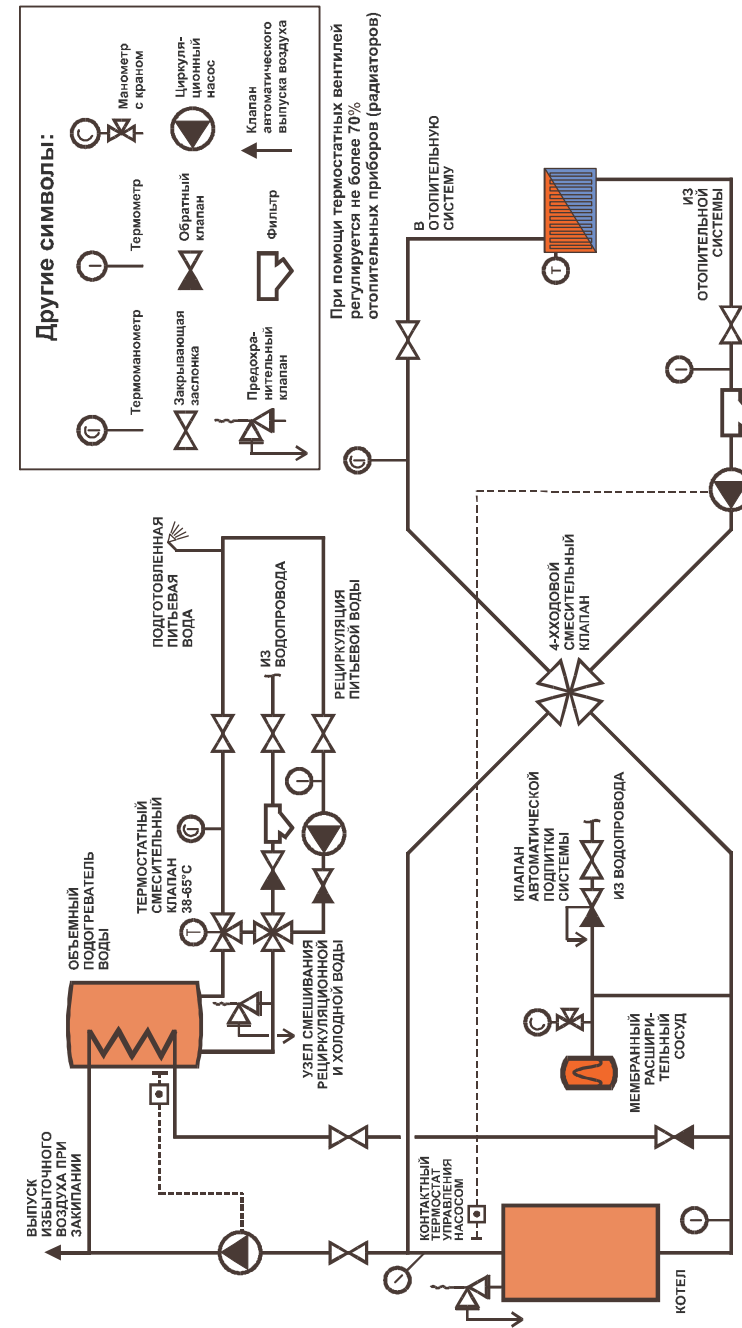 Другие символы:
Термоманометр
Термометр
Манометр
с краном
Закрывающая
заслонка
Обратный
клапан
Циркуля-
ционный
насос
Предохра-
нительный
клапан
Фильтр
Клапан
автоматического
выпуска воздуха
При помощи термостатных вентилей
регулируется не более 70%
отопительных приборов (радиаторов)
ВЫПУСК
ИЗБЫТОЧНОГО
ВОЗДУХА ПРИ
ЗАКИПАНИИ
ОБЪЕМНЫЙ
ПОДОГРЕВАТЕЛЬ
ВОДЫ
ТЕРМОСТАТНЫЙ
СМЕСИТЕЛЬНЫЙ
КЛАПАН
38-65°С
ПОДГОТОВЛЕННАЯ
ПИТЬЕВАЯ
ВОДА
ИЗ
ВОДОПРОВОДА
РЕЦИРКУЛЯЦИЯ
ПИТЬЕВОЙ ВОДЫ
T
УЗЕЛ СМЕШИВАНИЯ
РЕЦИРКУЛЯЦИОННОЙ
И ХОЛОДНОЙ ВОДЫ
В
ОТОПИТЕЛЬНУЮ
СИСТЕМУ
T
ИЗ
ОТОПИТЕЛЬНОЙ
СИСТЕМЫ
4-ХХОДОВОЙ
СМЕСИТЕЛЬНЫЙ
КЛАПАН
КЛАПАН
АВТОМАТИЧЕСКОЙ
ПОДПИТКИ
СИСТЕМЫ
ИЗ ВОДОПРОВОДА
МЕМБРАННЫЙ
РАСШИРИ-
ТЕЛЬНЫЙ
СОСУД
КОНТАКТНЫЙ
ТЕРМОСТАТ
УПРАВЛЕНИЯ
НАСОСОМ
КОТЕЛ